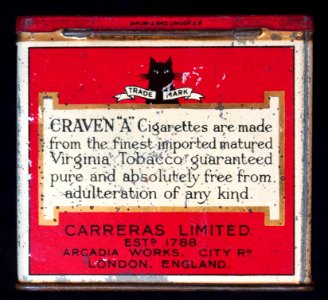 TRADE MARK
CRAVEN "A" Cigarettes are made
from the finest imported matured
Virginia Tobacco guaranteed
pure and absolutely free from
adulteration of any kind.
CARRERAS LIMITED
ESTD 1788
ARCADIA WORKS, CITY RD
LONDON, ENGLAND.